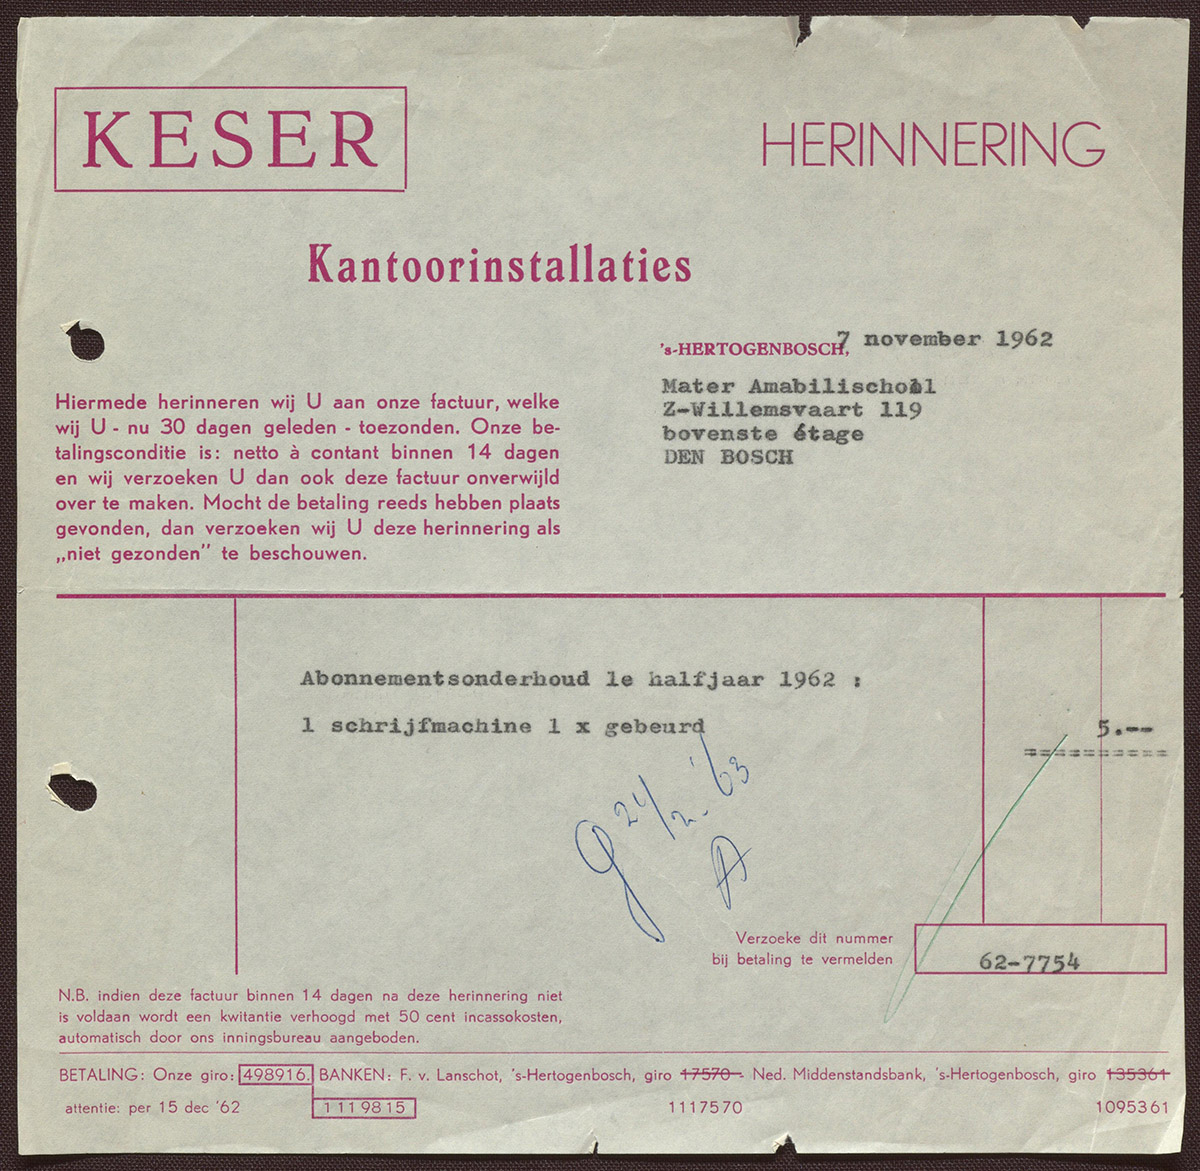 KESER
HERINNERING
Kantoorinstallaties
's-HERTOGENBOSCH, 7 november 1962
Mater Amabilischool
Z-Willemsvaart 119
bovenste étage
DEN BOSCH
Hiermede herinneren wij U aan onze factuur, welke
wij U - nu 30 dagen geleden - toezonden. Onze be-
talingsconditie is: netto à contant binnen 14 dagen
en wij verzoeken U dan ook deze factuur onverwijld
over te maken. Mocht de betaling reeds hebben plaats
gevonden, dan verzoeken wij U deze herinnering als
„niet gezonden” te beschouwen.
Abonnementsonderhoud 1e halfjaar 1962 :
1 schrijfmachine 1 x gebeurd 5.--
24/2.'63
Verzoeke dit nummer
bij betaling te vermelden
62-7754
N.B. indien deze factuur binnen 14 dagen na deze herinnering niet
is voldaan wordt een kwitantie verhoogd met 50 cent incassokosten,
automatisch door ons inningsbureau aangeboden.
BETALING: Onze giro: 498916. BANKEN: F. v. Lanschot, 's-Hertogenbosch, giro 17570 - Ned. Middenstandsbank, 's-Hertogenbosch, giro 135361
attentie: per 15 dec '62 1119815 1117570 1095361